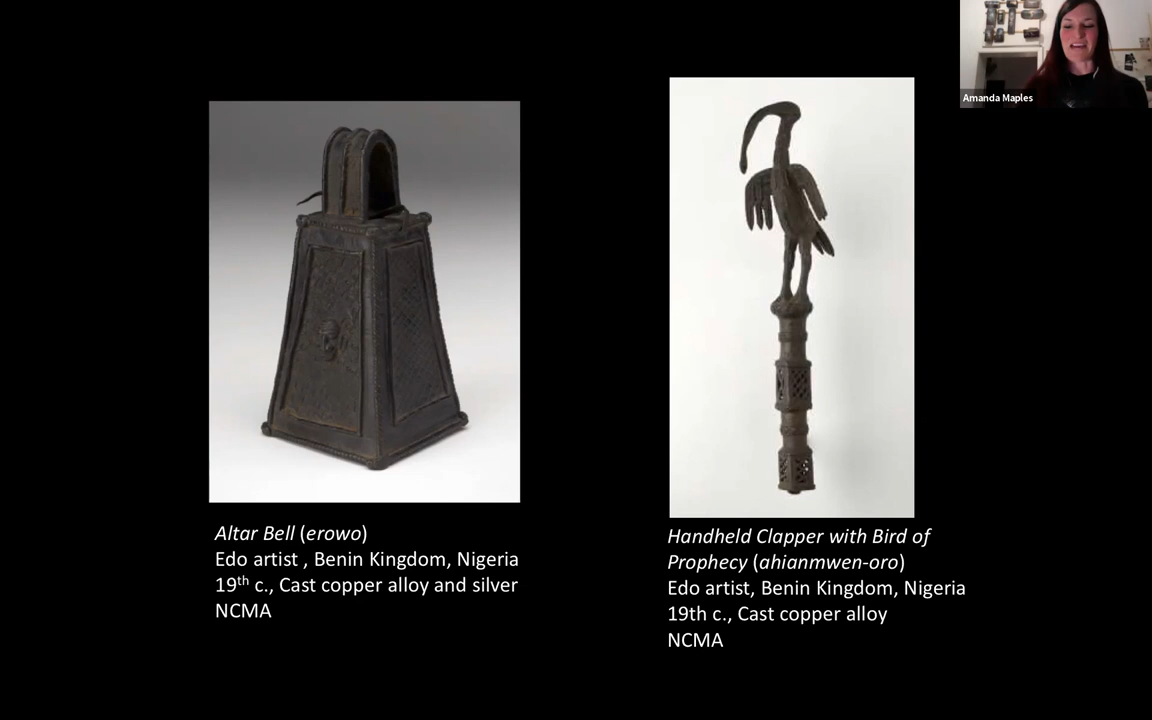 Amanda Maples
Altar Bell (erowo)
Edo artist , Benin Kingdom, Nigeria
19th c., Cast copper alloy and silver
NCMA
Handheld Clapper with Bird of
Prophecy (ahianmwen-oro)
Edo artist, Benin Kingdom, Nigeria
19th c., Cast copper alloy
NCMA